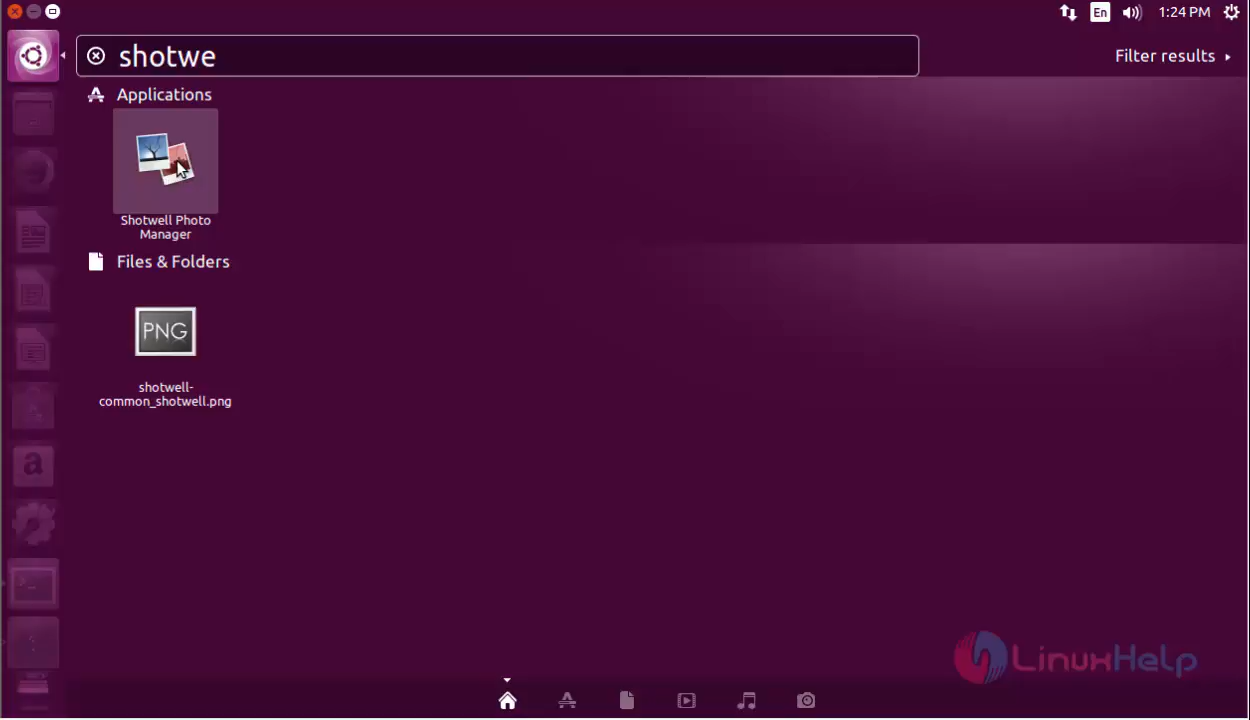 En
1:24 PM
shotwe
Filter results
Applications
Shotwell Photo
Manager
Files & Folders
PNG
shotwell-
common_shotwell.png
a
LinuxHelp